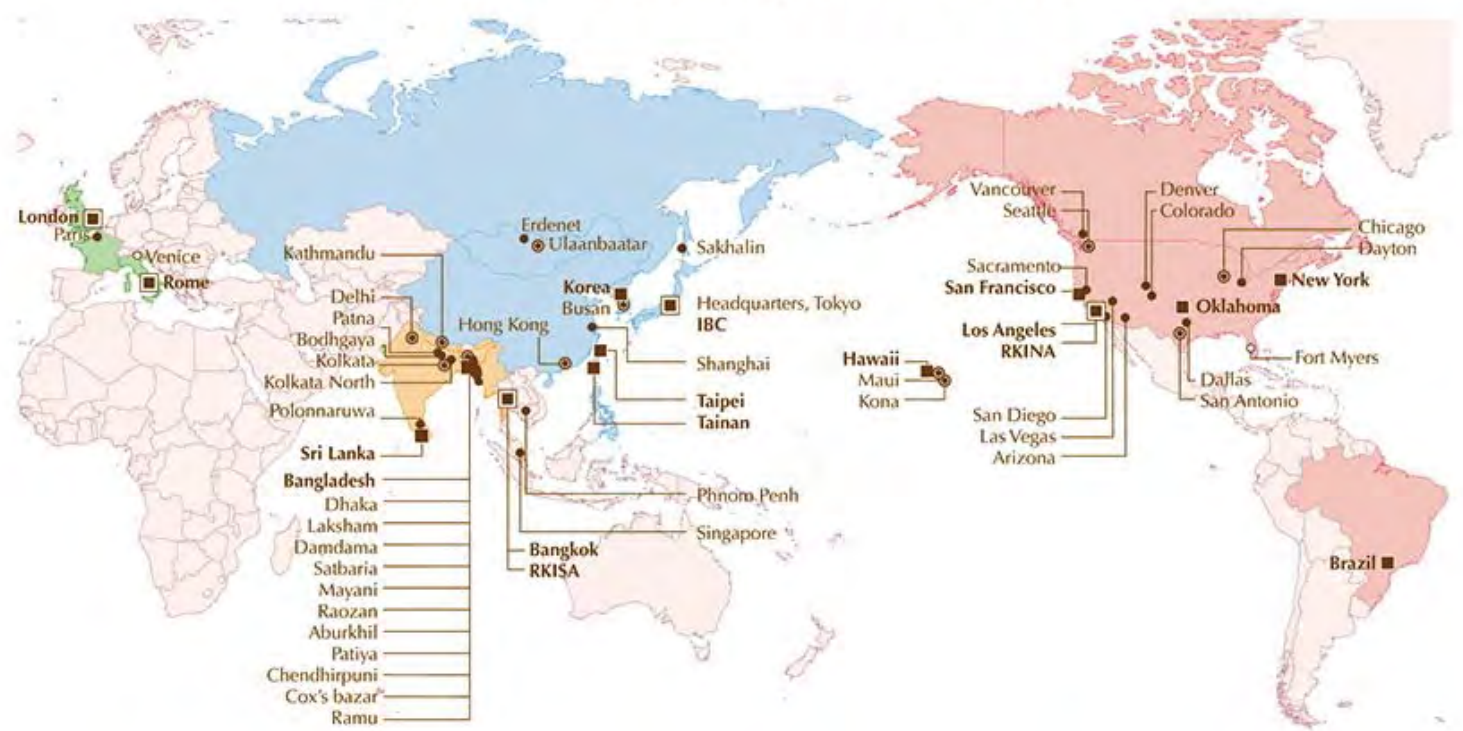 London
Paris
Venice
Rome
Kathmandu
Delhi
Patna
Bodhgaya
Kolkata
Kolkata North
Polonnaruwa
Sri Lanka
Bangladesh
Dhaka
Laksham
Damdama
Satbaria
Mayani
Raozan
Aburkhil
Patiya
Chendhirpuni
Cox's bazar
Ramu
Erdenet
Ulaanbaatar
Sakhalin
Korea
Busan
Headquarters, Tokyo
IBC
Hong Kong
Shanghai
Taipei
Tainan
Phnom Penh
Singapore
Bangkok
RKISA
Hawaii
Maui
Kona
Vancouver
Seattle
Denver
Colorado
Chicago
Dayton
Sacramento
San Francisco
New York
Oklahoma
Los Angeles
RKINA
Fort Myers
Dallas
San Antonio
San Diego
Las Vegas
Arizona
Brazil